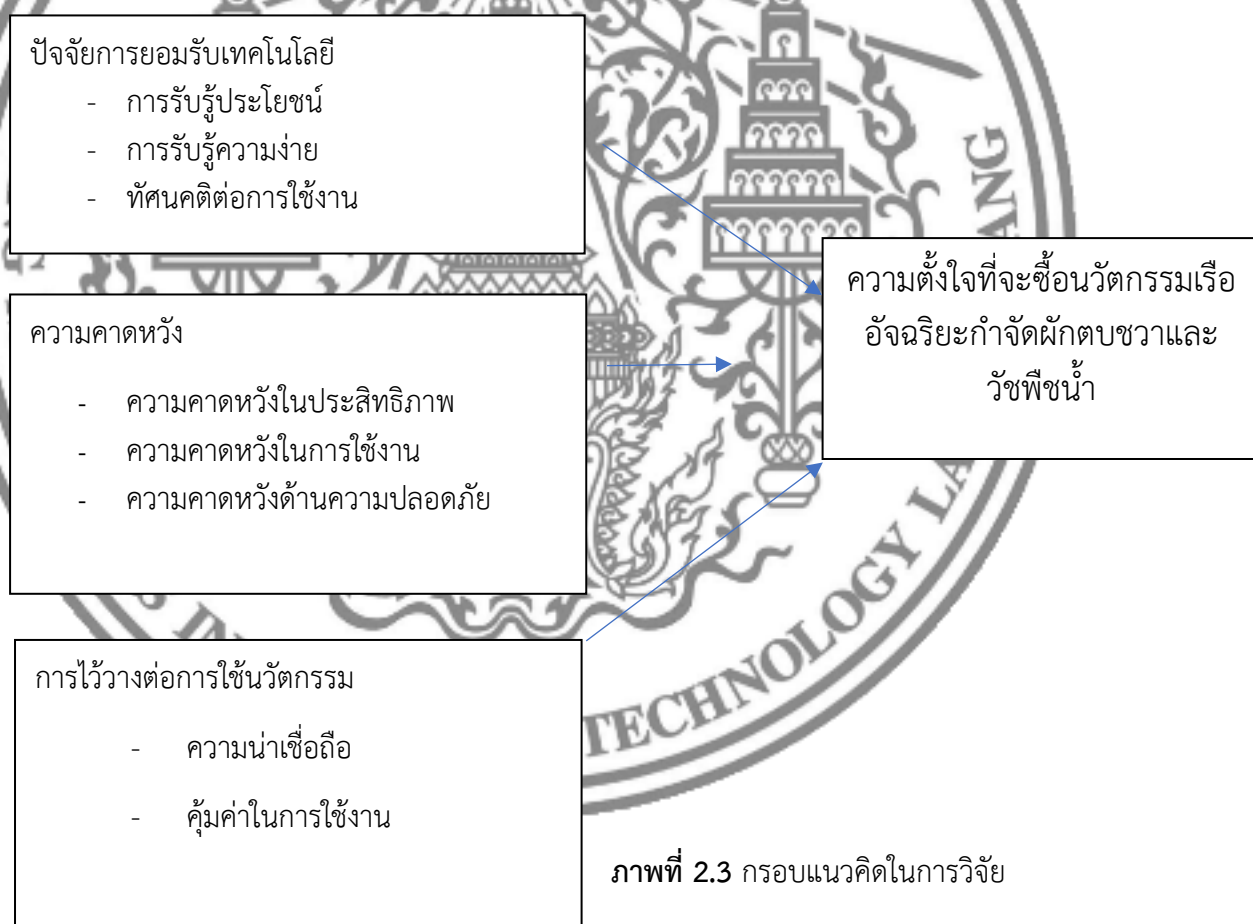 ปัจจัยการยอมรับเทคโนโลยี
- การรับรู้ประโยชน์
- การรับรู้ความง่าย
- ทัศนคติต่อการใช้งาน
ความคาดหวัง
- ความคาดหวังในประสิทธิภาพ
- ความคาดหวังในการใช้งาน
- ความคาดหวังด้านความปลอดภัย
การไว้วางต่อการใช้นวัตกรรม
- ความน่าเชื่อถือ
- คุ้มค่าในการใช้งาน
ความตั้งใจที่จะซื้อนวัตกรรมเรือ
อัจฉริยะกำจัดผักตบชวาและ
วัชพืชน้ำ
ภาพที่ 2.3 กรอบแนวคิดในการวิจัย
TECHNOLOGY